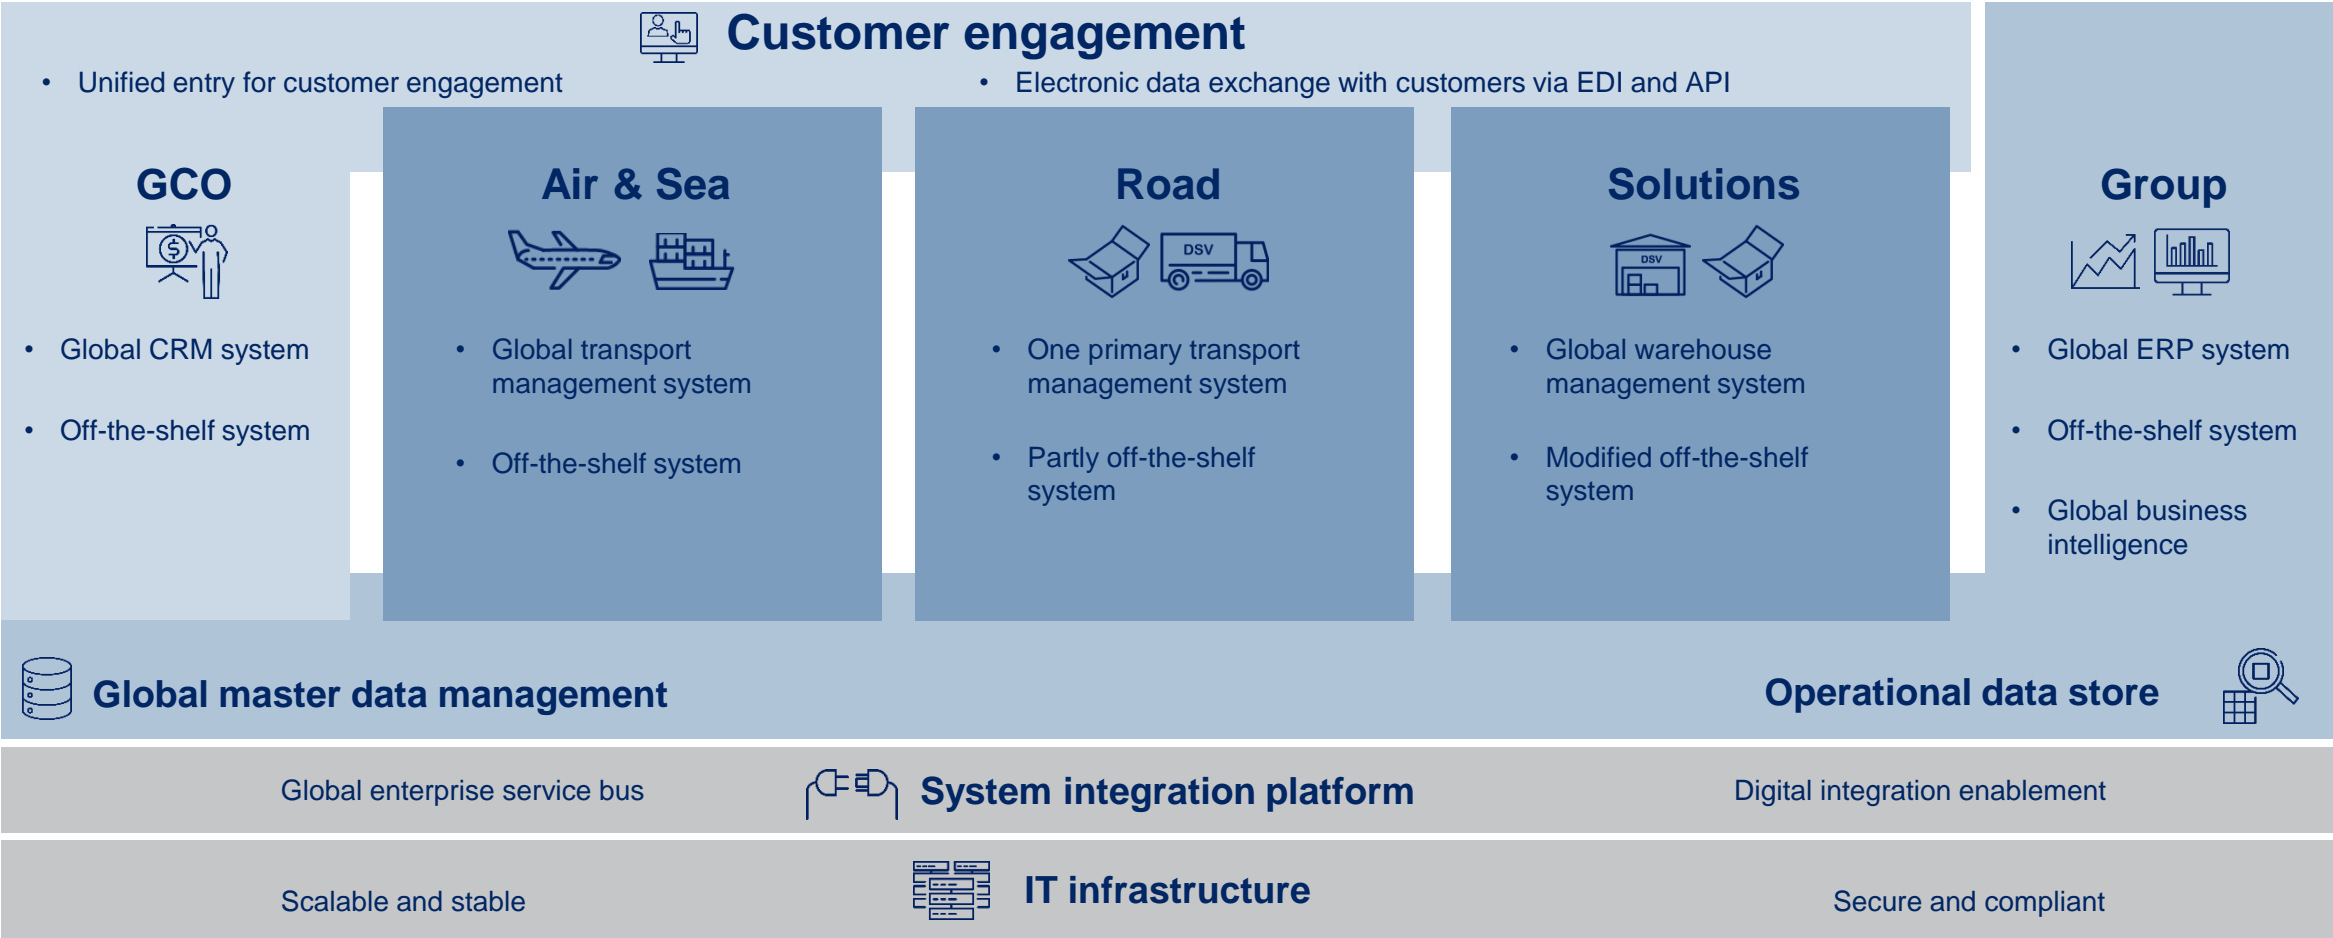 Customer engagement
• Unified entry for customer engagement
• Electronic data exchange with customers via EDI and API
GCO
$
• Global CRM system
• Off-the-shelf system
Air & Sea
• Global transport
management system
• Off-the-shelf system
Road
DSV
• One primary transport
management system
• Partly off-the-shelf
system
Solutions
DSV
• Global warehouse
management system
• Modified off-the-shelf
system
Group
• Global ERP system
• Off-the-shelf system
• Global business
intelligence
Global master data management
Operational data store
Global enterprise service bus
System integration platform
Digital integration enablement
Scalable and stable
IT infrastructure
Secure and compliant